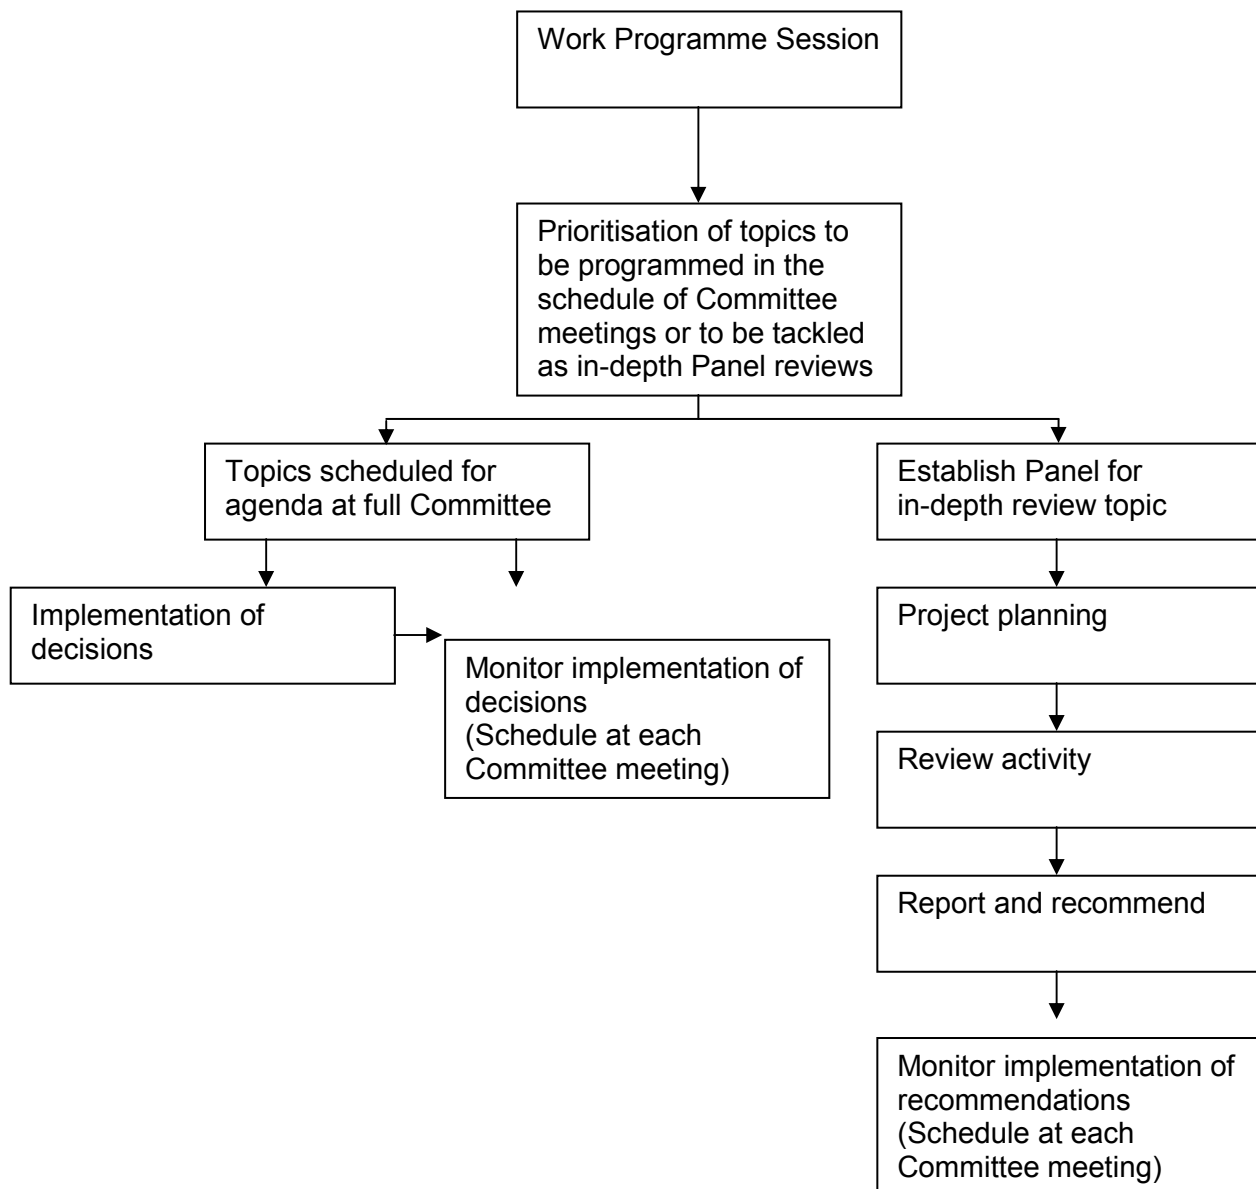 Work Programme Session
Prioritisation of topics to
be programmed in the
schedule of Committee
meetings or to be tackled
as in-depth Panel reviews
Topics scheduled for
agenda at full Committee
Establish Panel for
in-depth review topic
Implementation of
decisions
Project planning
Monitor implementation of
decisions
(Schedule at each
Committee meeting)
Review activity
Report and recommend
Monitor implementation of
recommendations
(Schedule at each
Committee meeting)